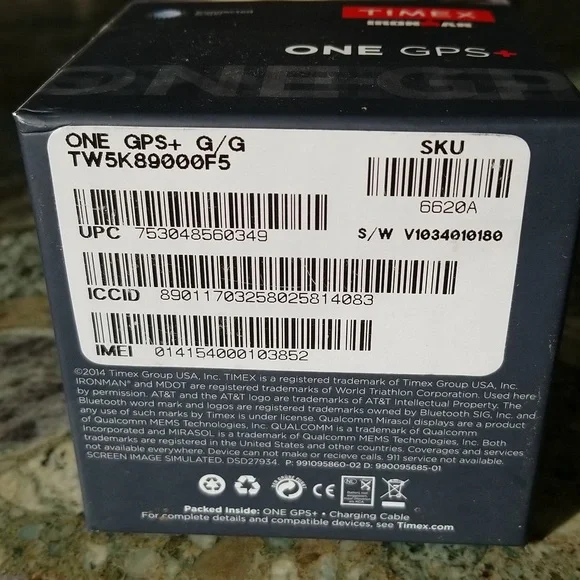 TIMEX
IRONMAN
ONE GPS+
ONE GP
ONE GPS+ G/G
TW5K89000F5
SKU
6620A
UPC 753048560349
S/W V1034010180
ICCID 89011703258025814083
IMEI 014154000103852
©2014 Timex Group USA, Inc. TIMEX is a registered trademark of Timex Group USA, Inc.
IRONMAN® and MDOT are registered trademarks of World Triathlon Corporation. Used here
by permission. AT&T and the AT&T logo are trademarks of AT&T Intellectual Property. The
Bluetooth word mark and logos are registered trademarks owned by Bluetooth SIG, Inc. and
any use of such marks by Timex is under license. Qualcomm Mirasol displays are a product
of Qualcomm MEMS Technologies, Inc. QUALCOMM is a trademark of Qualcomm
Incorporated and MIRASOL is a trademark of Qualcomm MEMS Technologies, Inc. Both
trademarks are registered in the United States and other countries. Coverages and services
not available everywhere. Device can not make or recieve calls. 911 service not available.
SCREEN IMAGE SIMULATED. DSD27934 P: 991095860-02 D: 990095685-01
CE
Packed Inside: ONE GPS+ • Charging Cable
For complete details and compatible devices, see Timex.com